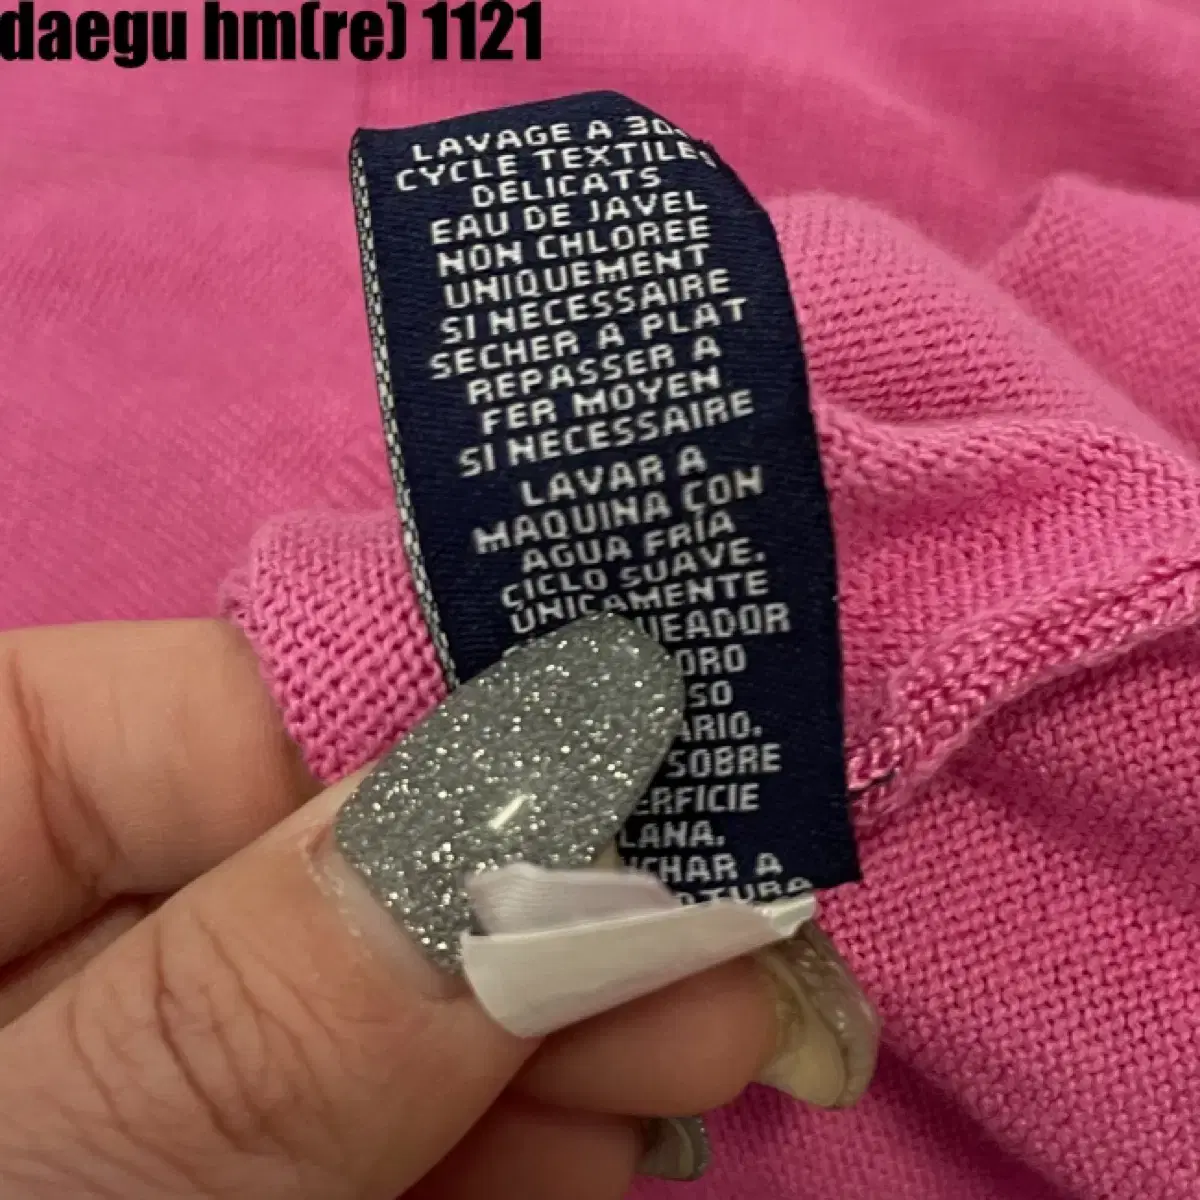 daegu hm(re) 1121
LAVAGE A 30
CYCLE TEXTILES
DELICATS
EAU DE JAVEL
NON CHLOREE
UNIQUEMENT
SI NECESSAIRE
SECHER A PLAT
REPASSER A
FER MOYEN
SI NECESSAIRE
LAVAR A
MAQUINA CON
AGUA FRÍA
CICLO SUAVE.
ÚNICAMENTE
UEADOR
ORO
SO
ARIO.
SOBRE
ERFICIE
LANA.
CHAR A